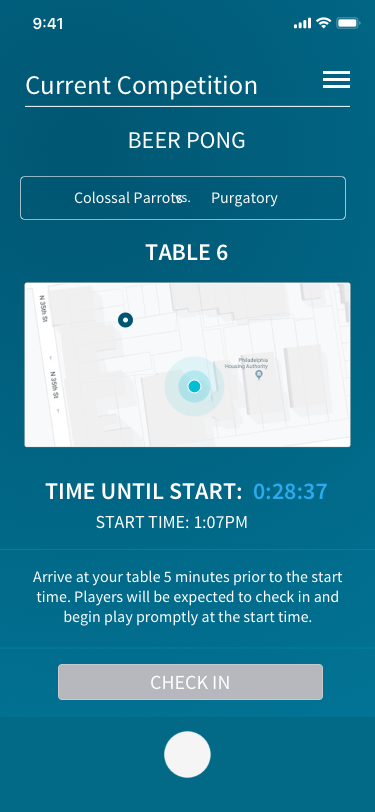 9:41
Current Competition
BEER PONG
Colossal Parrots vs. Purgatory
TABLE 6
N 35th St
Philadelphia
Housing Authority
N 35th St
TIME UNTIL START: 0:28:37
START TIME: 1:07PM
Arrive at your table 5 minutes prior to the start
time. Players will be expected to check in and
begin play promptly at the start time.
CHECK IN